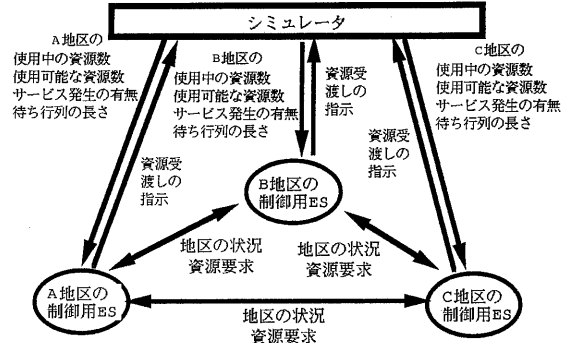 シミュレータ
A地区の
使用中の資源数
使用可能な資源数
サービス発生の有無
待ち行列の長さ
B地区の
使用中の資源数
使用可能な資源数
サービス発生の有無
待ち行列の長さ
資源受
渡しの
指示
C地区の
使用中の資源数
使用可能な資源数
サービス発生の有無
待ち行列の長さ
資源受
渡しの
指示
資源受
渡しの
指示
B地区の
制御用ES
地区の状況
資源要求
地区の状況
資源要求
A地区の
制御用ES
地区の状況
資源要求
C地区の
制御用ES